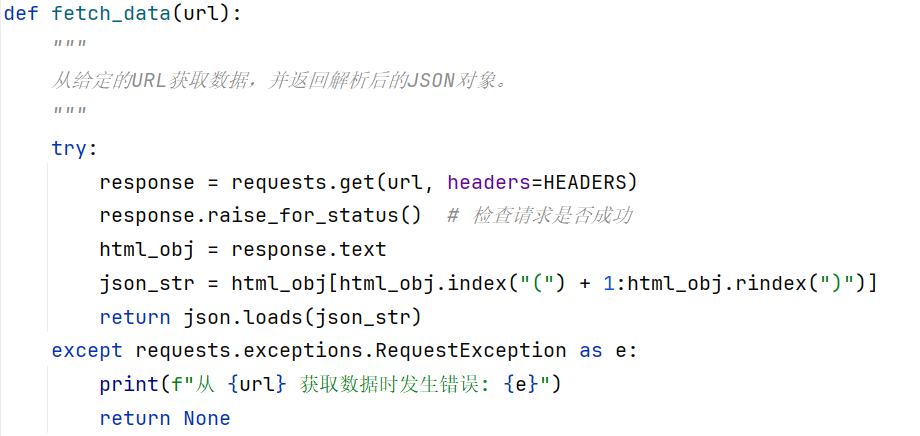 def fetch_data(url):
    """
    从给定的URL获取数据，并返回解析后的JSON对象。
    """
    try:
        response = requests.get(url, headers=HEADERS)
        response.raise_for_status()  # 检查请求是否成功
        html_obj = response.text
        json_str = html_obj[html_obj.index("(") + 1:html_obj.rindex(")")]
        return json.loads(json_str)
    except requests.exceptions.RequestException as e:
        print(f"从 {url} 获取数据时发生错误: {e}")
        return None